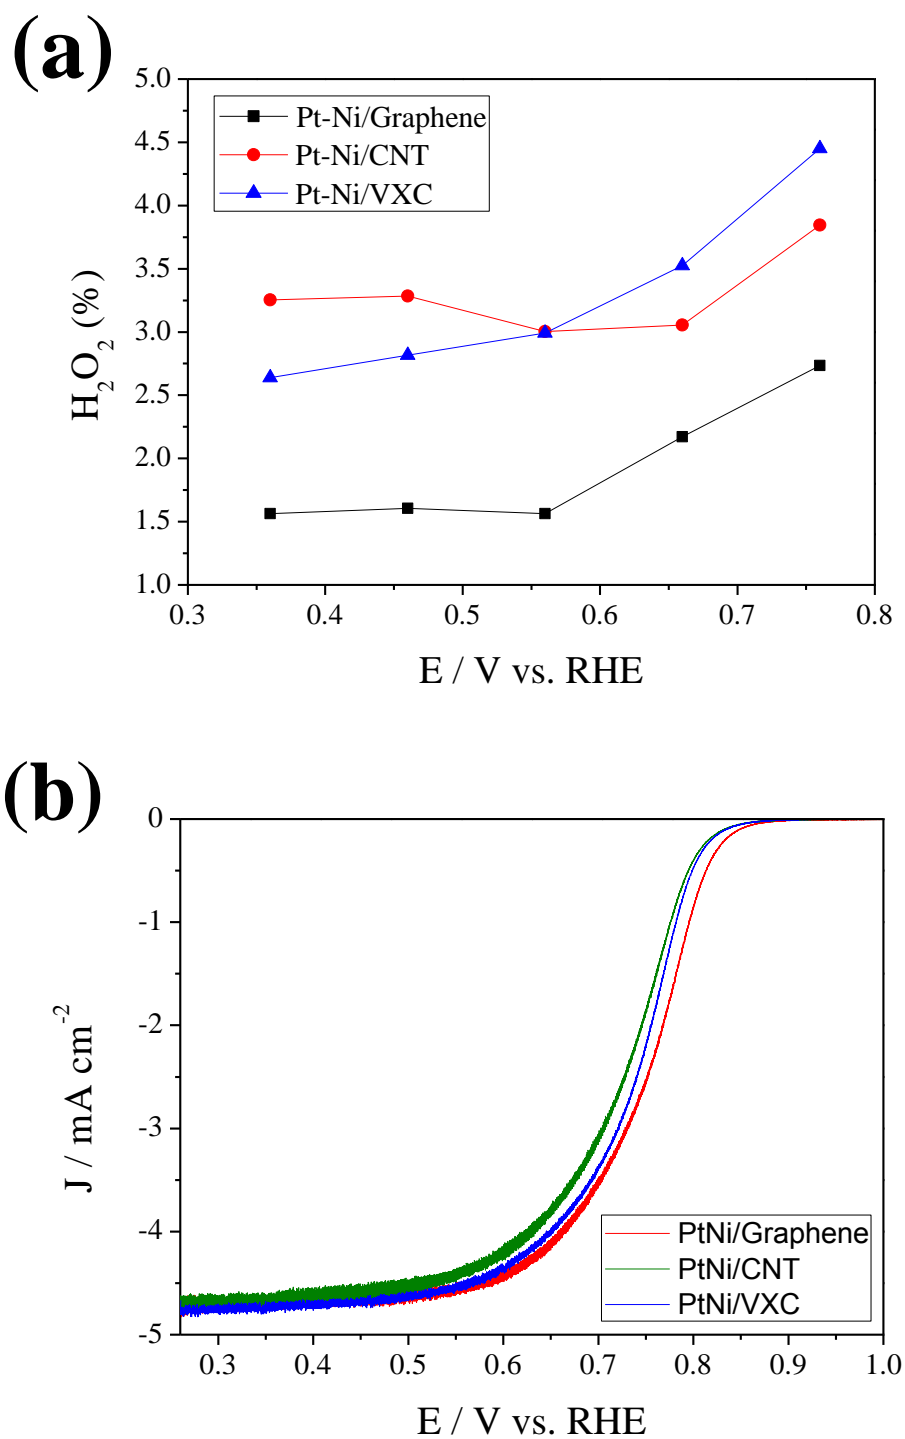 (a)
5.0
4.5
4.0
3.5
3.0
2.5
2.0
1.5
1.0
H₂O₂ (%)
Pt-Ni/Graphene
Pt-Ni/CNT
Pt-Ni/VXC
0.3 0.4 0.5 0.6 0.7 0.8
E / V vs. RHE
(b)
0
-1
-2
-3
-4
-5
J / mA cm⁻²
PtNi/Graphene
PtNi/CNT
PtNi/VXC
0.3 0.4 0.5 0.6 0.7 0.8 0.9 1.0
E / V vs. RHE